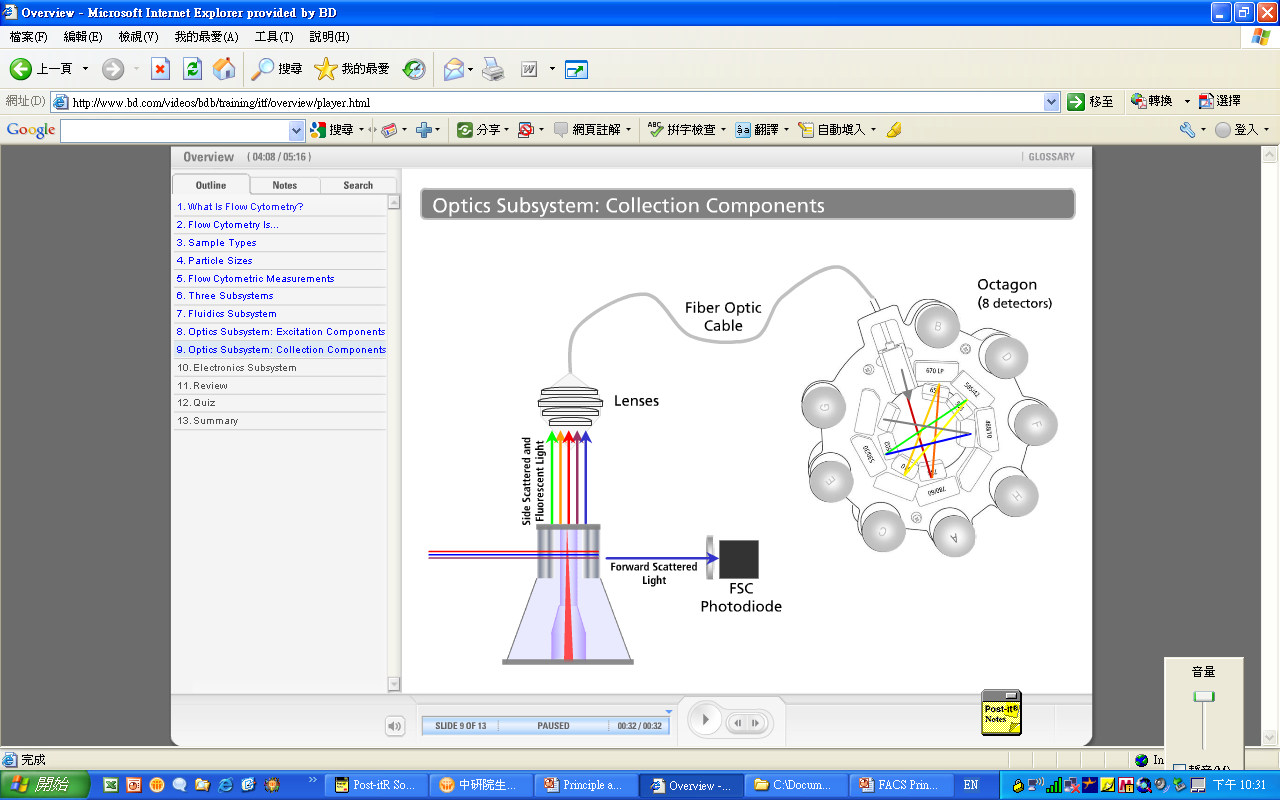 Overview - Microsoft Internet Explorer provided by BD
檔案(F) 編輯(E) 檢視(V) 我的最愛(A) 工具(T) 說明(H)
上一頁 搜尋 我的最愛
網址(D) http://www.bd.com/videos/bdb/training/itf/overview/player.html 移至 轉換 選擇
Google 搜尋 分享 網頁註解 ABC 拼字檢查 翻譯 自動填入 登入
Overview ( 04:08 / 05:16 ) GLOSSARY
Outline Notes Search
1. What Is Flow Cytometry?
2. Flow Cytometry Is...
3. Sample Types
4. Particle Sizes
5. Flow Cytometric Measurements
6. Three Subsystems
7. Fluidics Subsystem
8. Optics Subsystem: Excitation Components
9. Optics Subsystem: Collection Components
10. Electronics Subsystem
11. Review
12. Quiz
13. Summary
Optics Subsystem: Collection Components
Octagon
(8 detectors)
Fiber Optic
Cable
Lenses
Side Scattered and
Fluorescent Light
Forward Scattered
Light
FSC
Photodiode
B
D
F
H
A
C
E
G
670 LP
585/42
780/60
SLIDE 9 OF 13 PAUSED 00:32 / 00:32
Post-it®
Notes
音量
完成
In
開始 Post-itR So... 中研院生... Principle a... Overview -... C:\Docum... FACS Prin... EN 下午 10:31